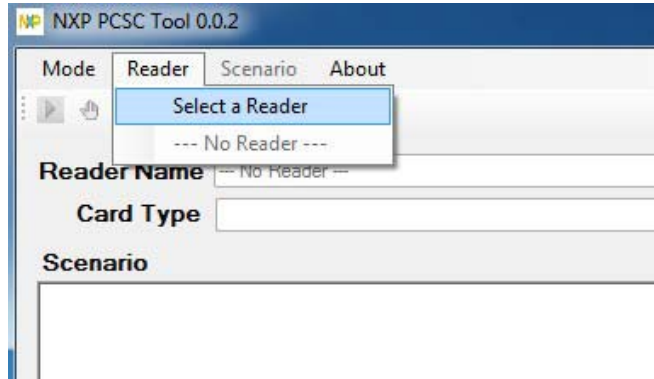 NXP NXP PCSC Tool 0.0.2
Mode Reader Scenario About
Select a Reader
--- No Reader ---
Reader Name --- No Reader ---
Card Type
Scenario